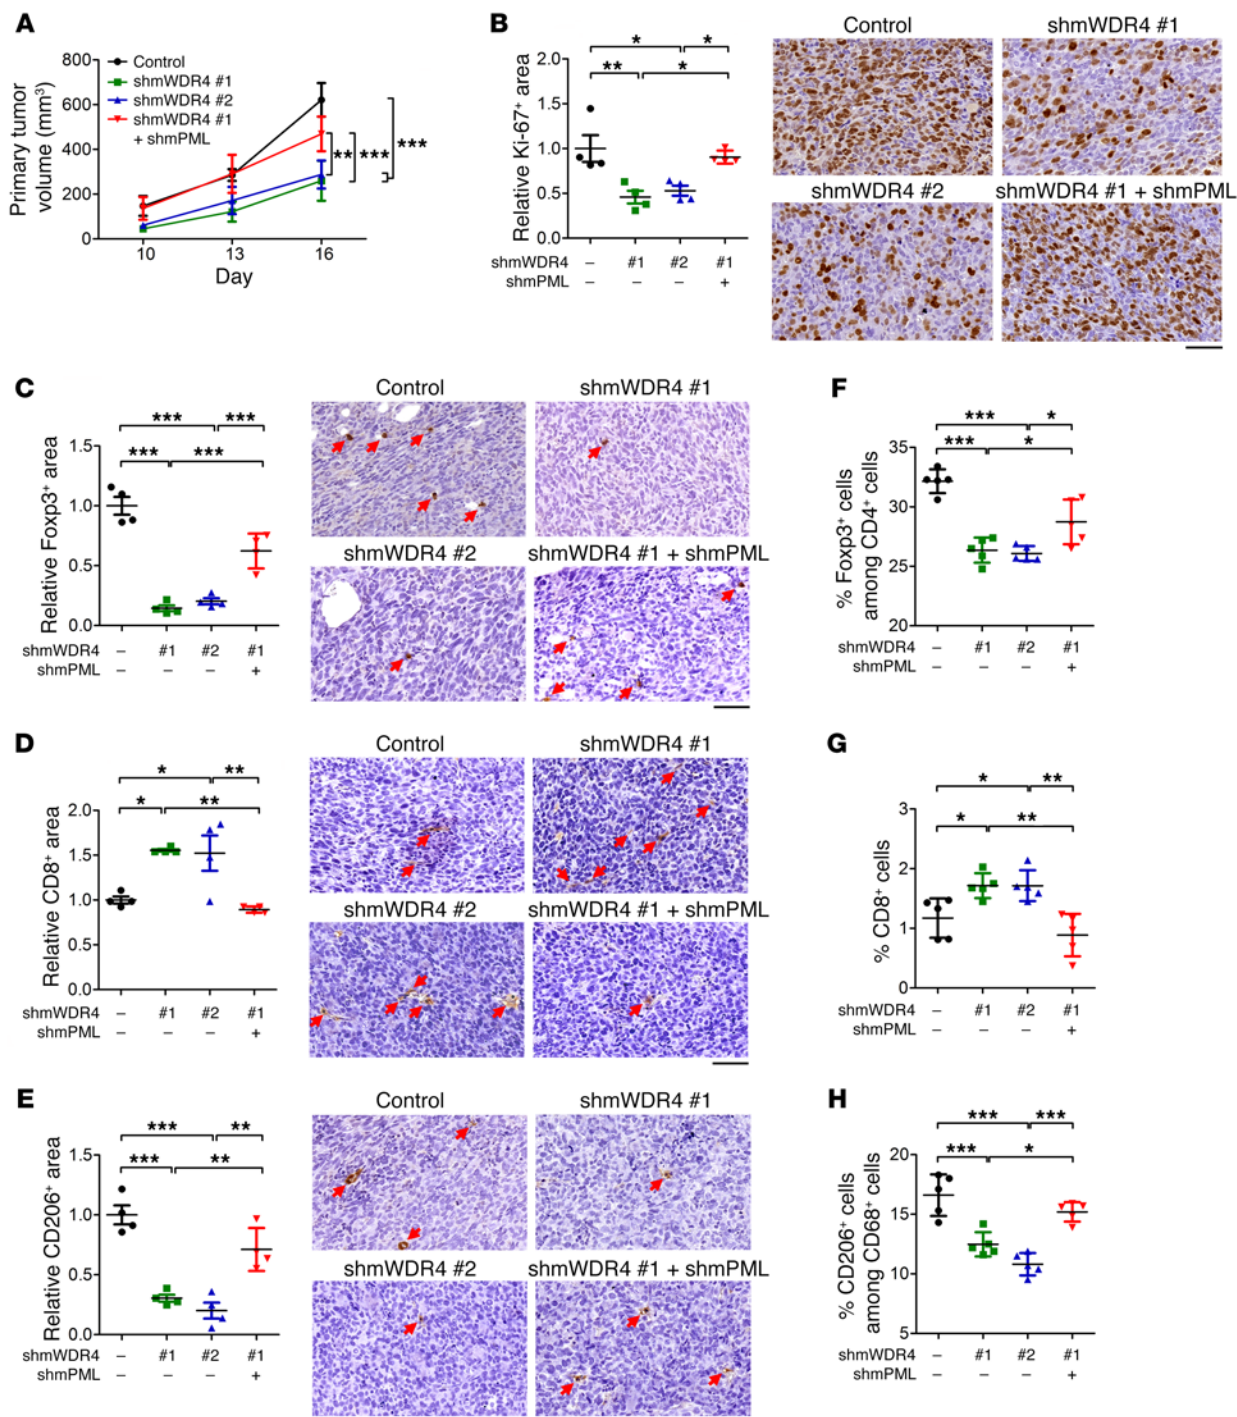 A
Primary tumor
volume (mm³)
800
600
400
200
0
10
13
16
Day
Control
shmWDR4 #1
shmWDR4 #2
shmWDR4 #1
+ shmPML
**
***
***
B
Relative Ki-67⁺ area
2.0
1.5
1.0
0.5
0.0
* *
** *
shmWDR4 – #1 #2 #1
shmPML – – – +
Control
shmWDR4 #1
shmWDR4 #2
shmWDR4 #1 + shmPML
C
Relative Foxp3⁺ area
1.5
1.0
0.5
0.0
*** ***
*** ***
shmWDR4 – #1 #2 #1
shmPML – – – +
Control
shmWDR4 #1
shmWDR4 #2
shmWDR4 #1 + shmPML
F
% Foxp3⁺ cells
among CD4⁺ cells
35
30
25
20
*** *
*** *
shmWDR4 – #1 #2 #1
shmPML – – – +
D
Relative CD8⁺ area
2.0
1.5
1.0
0.5
0.0
* **
* **
shmWDR4 – #1 #2 #1
shmPML – – – +
Control
shmWDR4 #1
shmWDR4 #2
shmWDR4 #1 + shmPML
G
% CD8⁺ cells
3
2
1
0
* **
* **
shmWDR4 – #1 #2 #1
shmPML – – – +
E
Relative CD206⁺ area
1.5
1.0
0.5
0.0
*** **
*** **
shmWDR4 – #1 #2 #1
shmPML – – – +
Control
shmWDR4 #1
shmWDR4 #2
shmWDR4 #1 + shmPML
H
% CD206⁺ cells
among CD68⁺ cells
20
15
10
5
*** ***
*** *
shmWDR4 – #1 #2 #1
shmPML – – – +